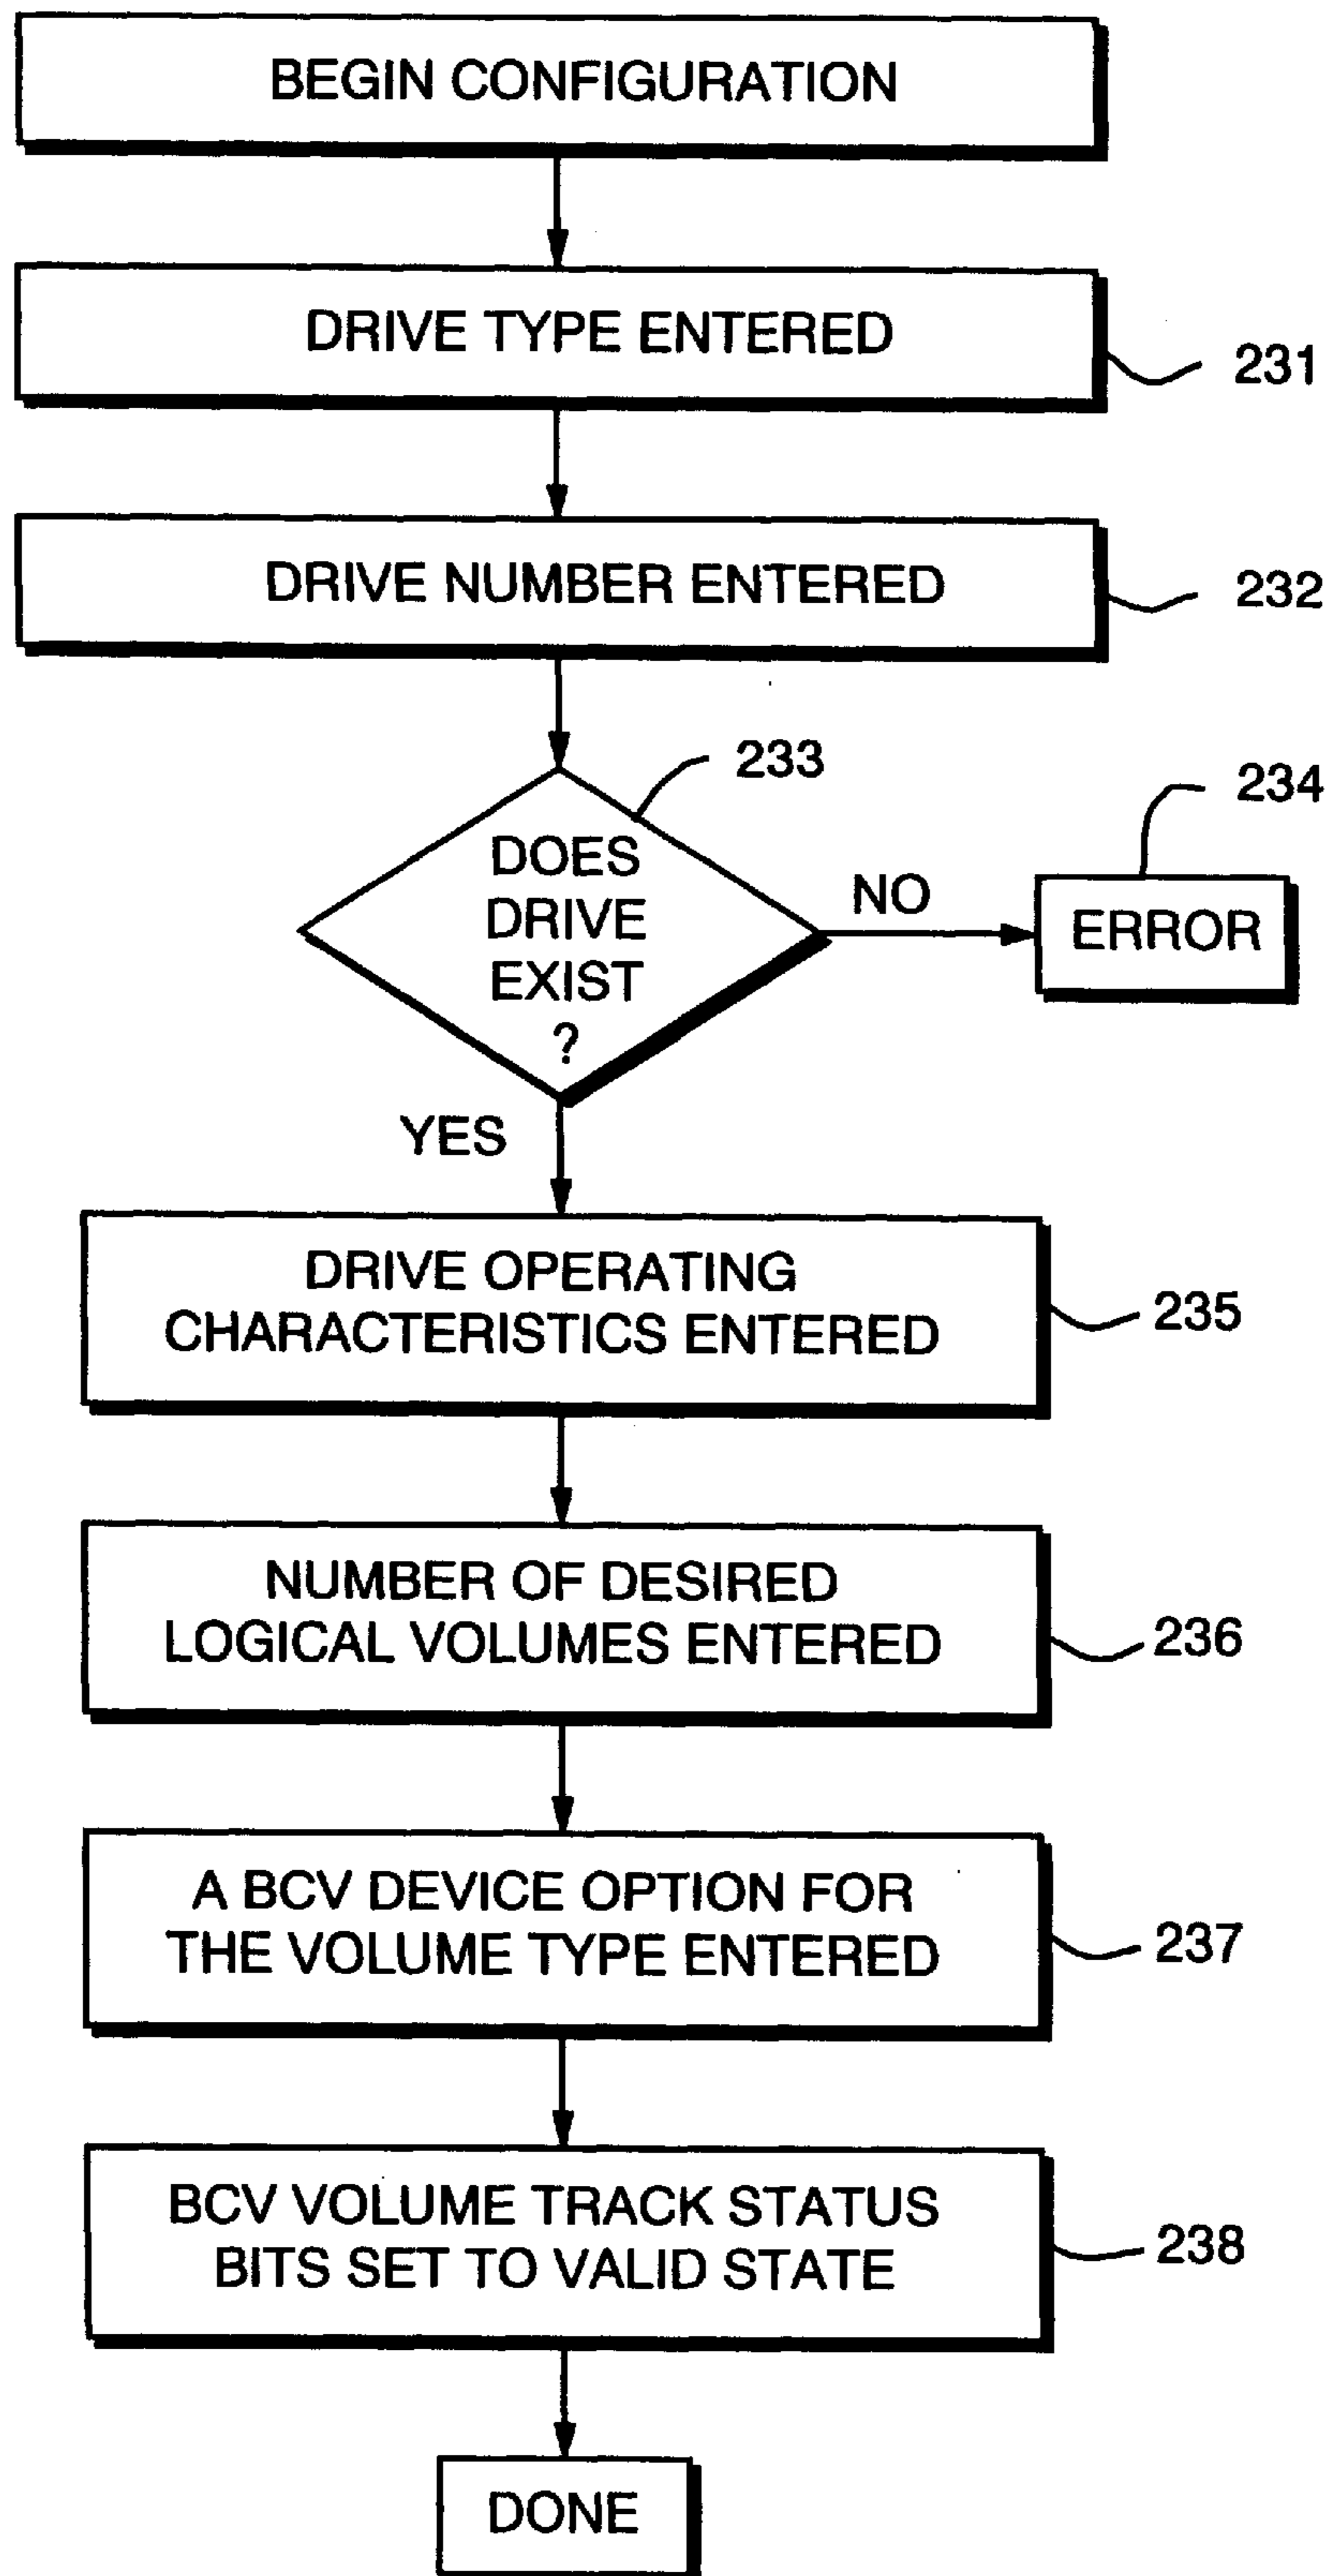 BEGIN CONFIGURATION
DRIVE TYPE ENTERED
231
DRIVE NUMBER ENTERED
232
233
234
DOES
DRIVE
EXIST
?
NO
ERROR
YES
DRIVE OPERATING
CHARACTERISTICS ENTERED
235
NUMBER OF DESIRED
LOGICAL VOLUMES ENTERED
236
A BCV DEVICE OPTION FOR
THE VOLUME TYPE ENTERED
237
BCV VOLUME TRACK STATUS
BITS SET TO VALID STATE
238
DONE